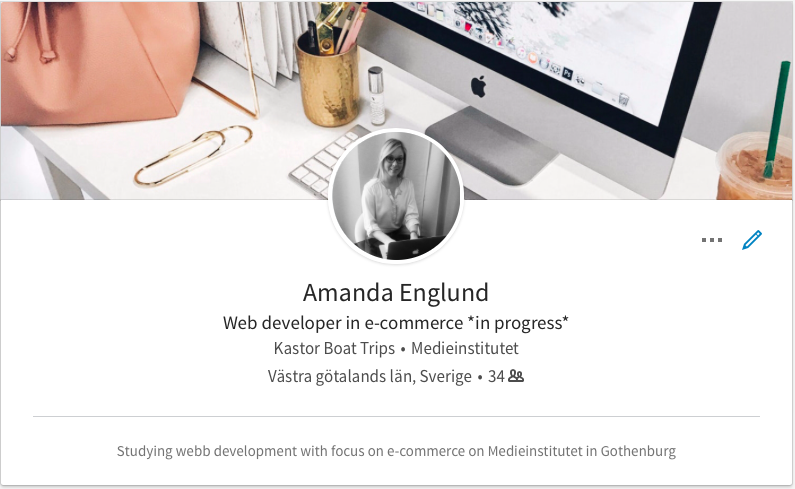 Amanda Englund
Web developer in e-commerce *in progress*
Kastor Boat Trips • Medieinstitutet
Västra götalands län, Sverige • 34
Studying webb development with focus on e-commerce on Medieinstitutet in Gothenburg